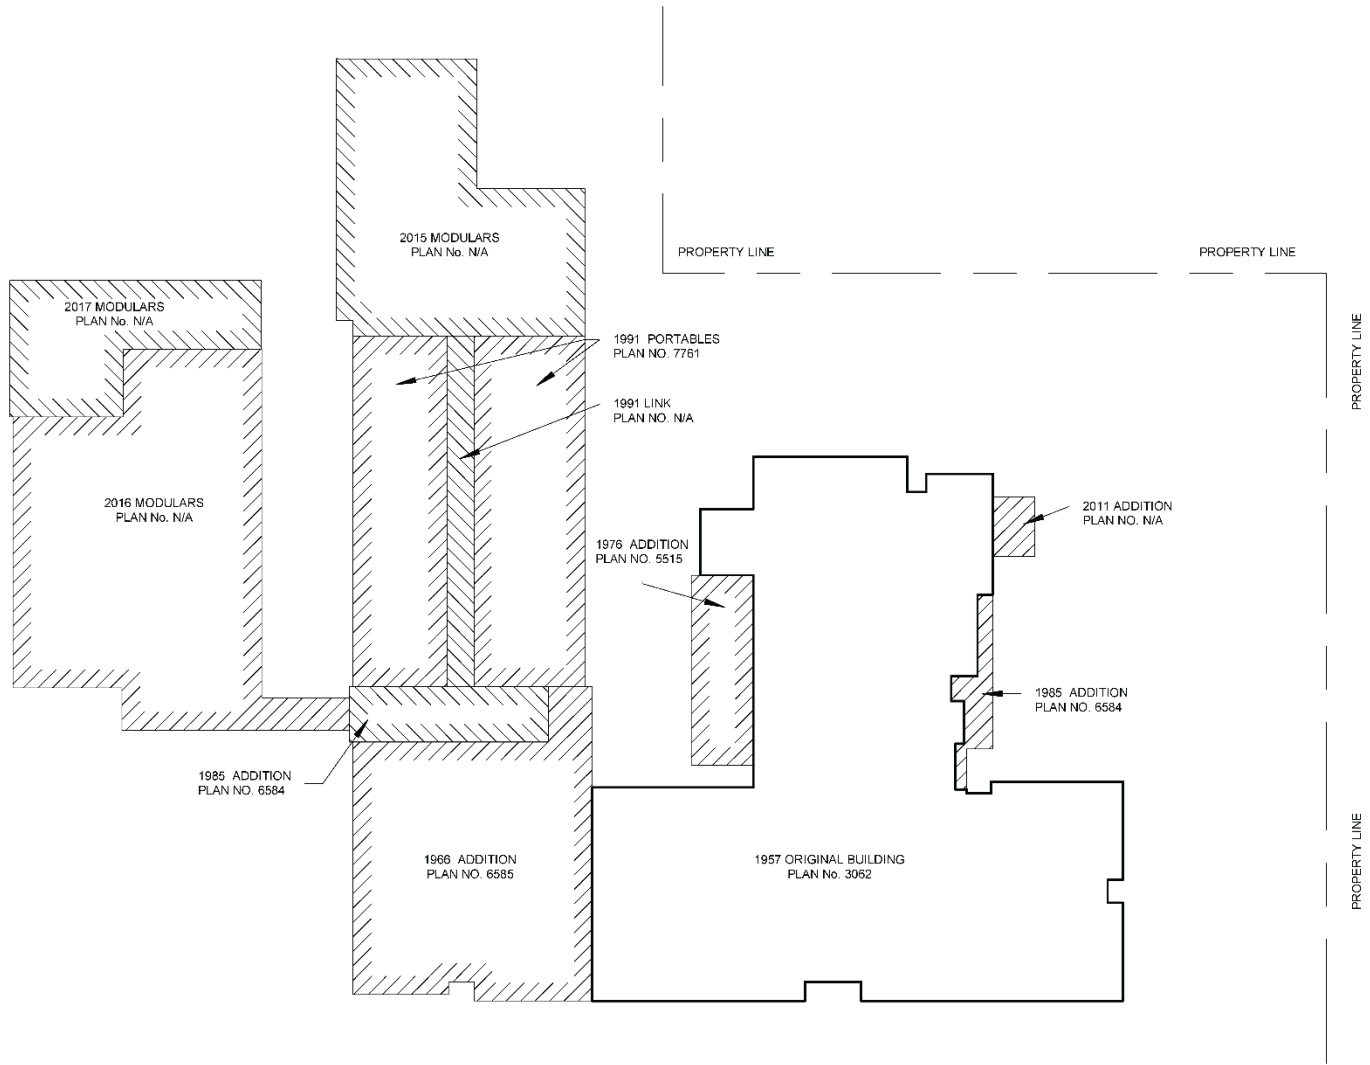 2015 MODULARS
PLAN No. N/A
PROPERTY LINE
PROPERTY LINE
2017 MODULARS
PLAN No. N/A
1991  PORTABLES
PLAN NO. 7761
PROPERTY LINE
1991 LINK
PLAN NO. N/A
2016 MODULARS
PLAN No. N/A
2011 ADDITION
PLAN NO. N/A
1976  ADDITION
PLAN NO. 5515
1985  ADDITION
PLAN NO. 6584
1985  ADDITION
PLAN NO. 6584
1966  ADDITION
PLAN NO. 6585
1957 ORIGINAL BUILDING
PLAN No. 3062
PROPERTY LINE